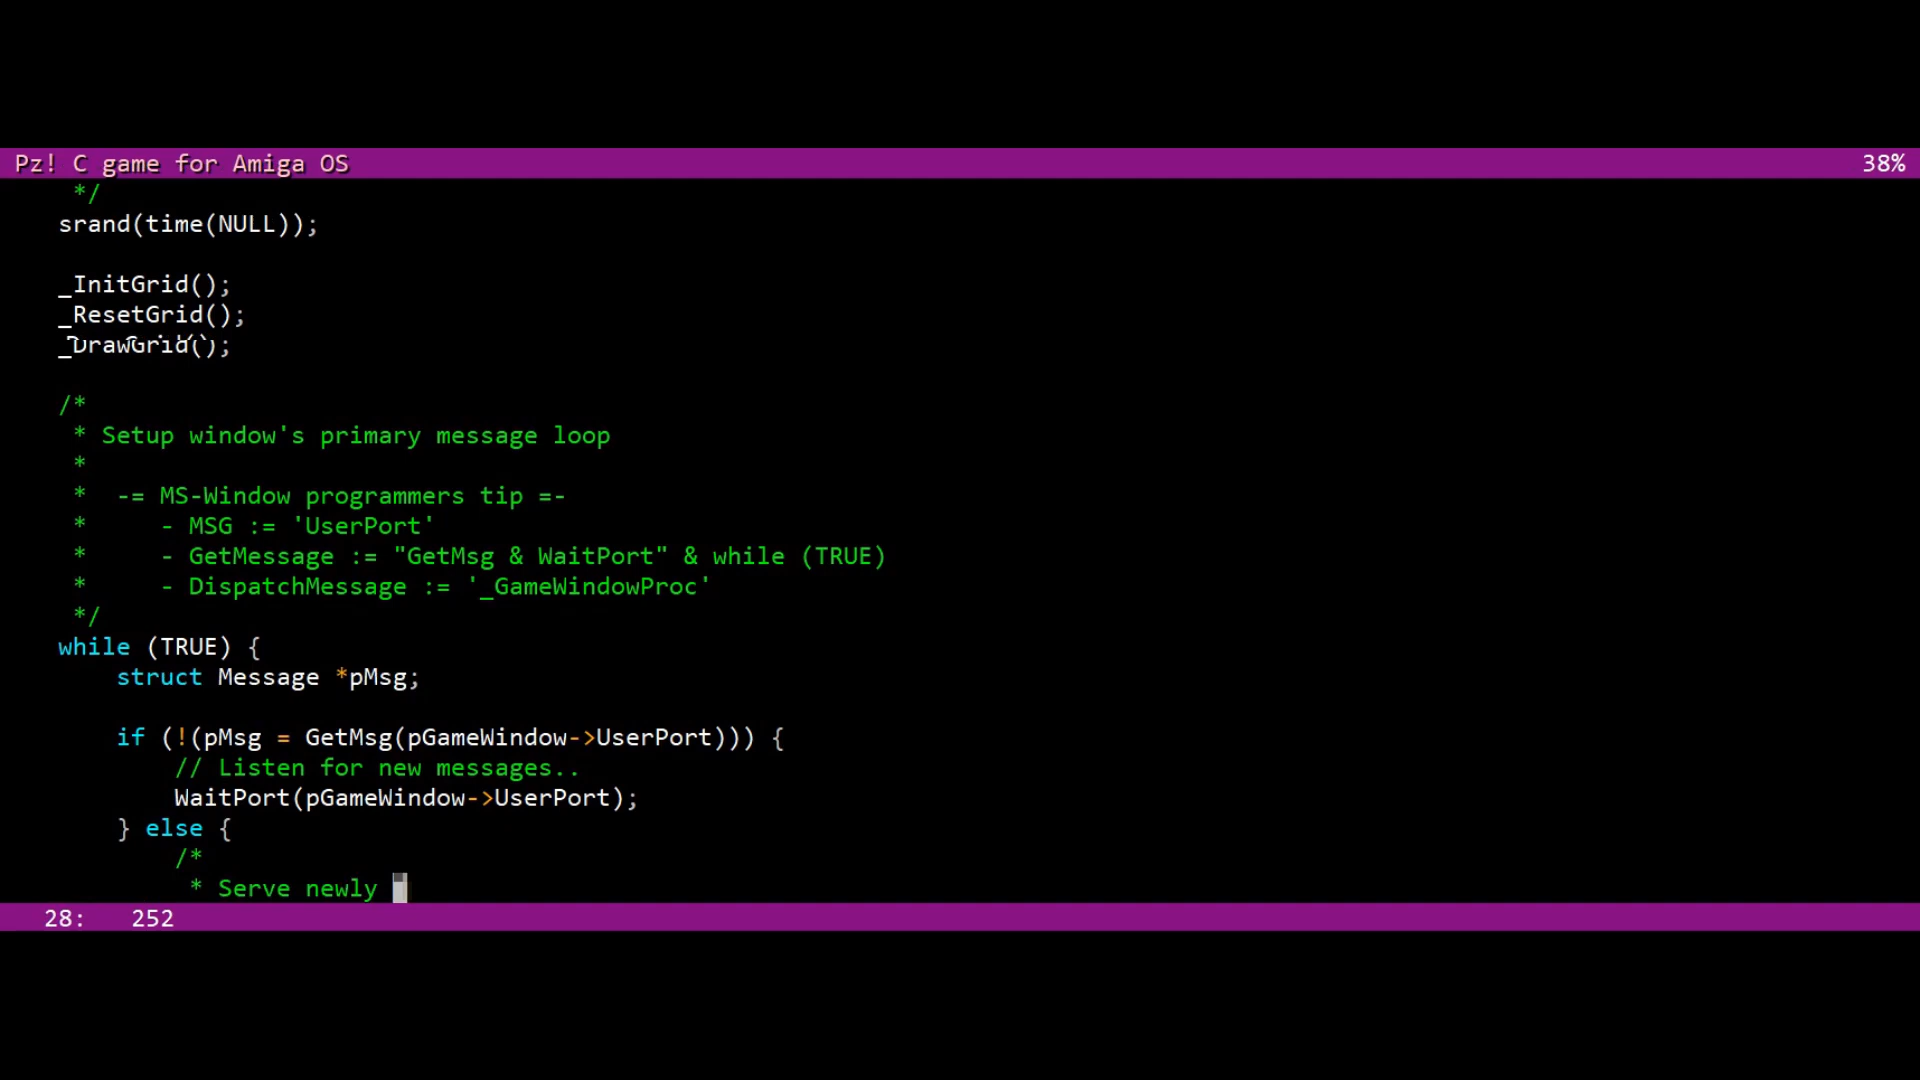 Pz! C game for Amiga OS 38%
*/
srand(time(NULL));
_InitGrid();
_ResetGrid();
_DrawGrid();
/*
* Setup window's primary message loop
*
* -= MS-Window programmers tip =-
* - MSG := 'UserPort'
* - GetMessage := "GetMsg & WaitPort" & while (TRUE)
* - DispatchMessage := '_GameWindowProc'
*/
while (TRUE) {
struct Message *pMsg;
if (!(pMsg = GetMsg(pGameWindow->UserPort))) {
// Listen for new messages..
WaitPort(pGameWindow->UserPort);
} else {
/*
* Serve newly
28: 252